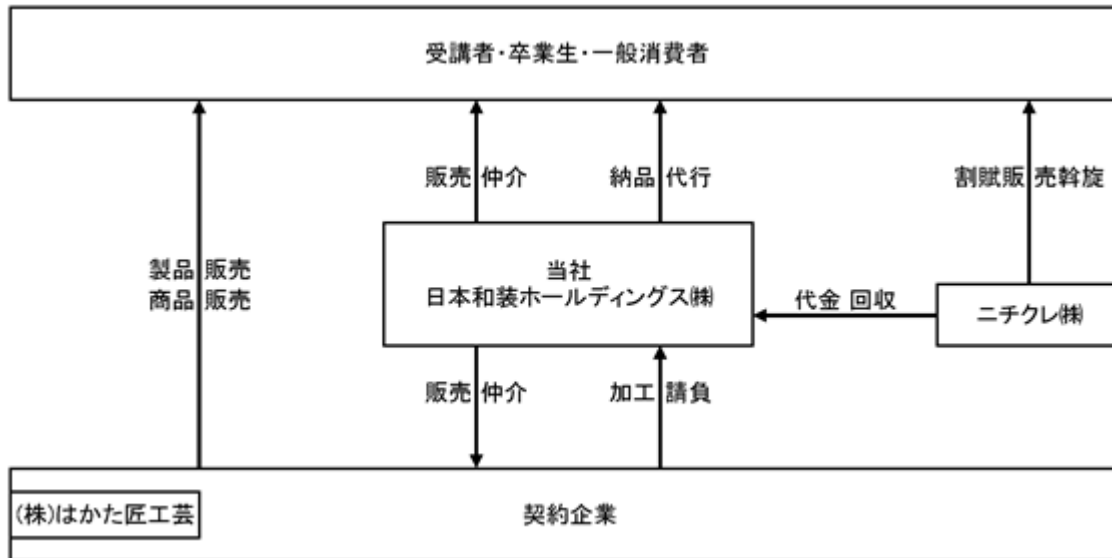 受講者・卒業生・一般消費者
販売 仲介
納品 代行
割賦販 売斡旋
製品 販売
商品 販売
当社
日本和装ホールディングス㈱
代金 回収
ニチクレ㈱
販売 仲介
加工 請負
(株)はかた匠工芸
契約企業